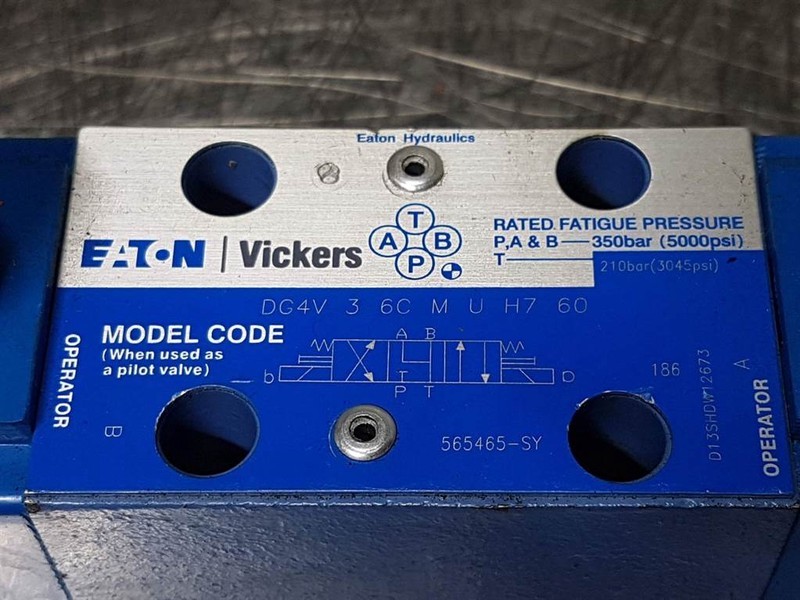 Eaton Hydraulics
EATON | Vickers
T
A B
P
RATED FATIGUE PRESSURE
P,A & B — 350bar (5000psi)
T — 210bar(3045psi)
DG4V 3 6C M U H7 60
MODEL CODE
(When used as
a pilot valve)
A B
b
P T
OPERATOR
B
186
565465-SY
D13SHDW12673
A
OPERATOR